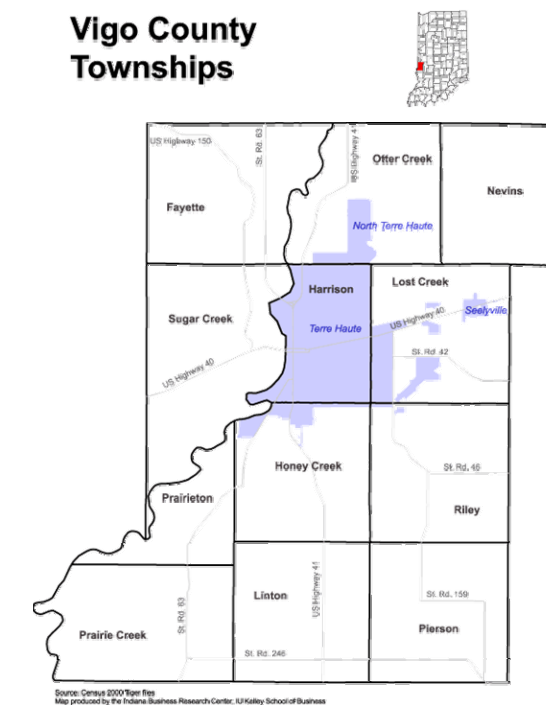 Vigo County
Townships
US Highway 150
St. Rd. 63
US Highway 41
Otter Creek
Nevins
Fayette
North Terre Haute
Harrison
Lost Creek
Sugar Creek
Terre Haute
US Highway 40
Seelyville
St. Rd. 42
US Highway 40
Honey Creek
St. Rd. 46
Prairieton
Riley
Linton
US Highway 41
St. Rd. 159
St. Rd. 63
Prairie Creek
Pierson
St. Rd. 246
Source: Census 2000 Tiger files
Map produced by the Indiana Business Research Center, IU Kelley School of Business